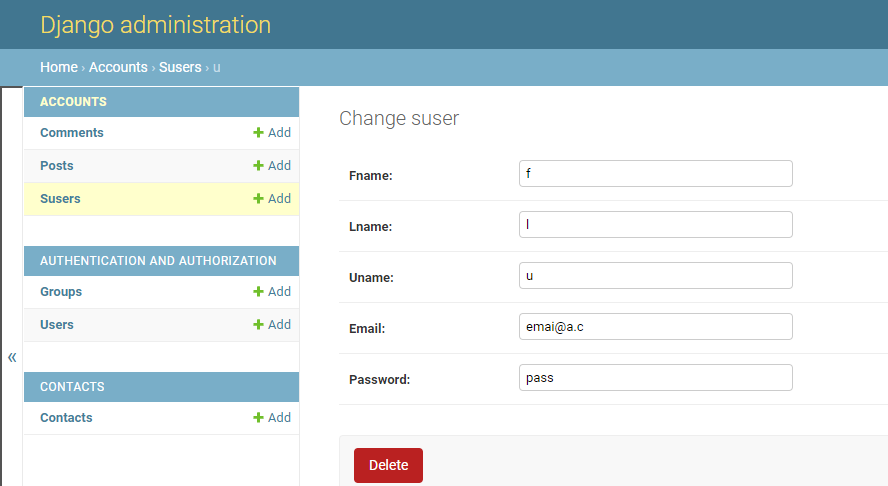 Django administration
Home › Accounts › Susers › u
ACCOUNTS
Comments + Add
Posts + Add
Susers + Add
AUTHENTICATION AND AUTHORIZATION
Groups + Add
Users + Add
«
CONTACTS
Contacts + Add
Change suser
Fname: f
Lname: l
Uname: u
Email: emai@a.c
Password: pass
Delete